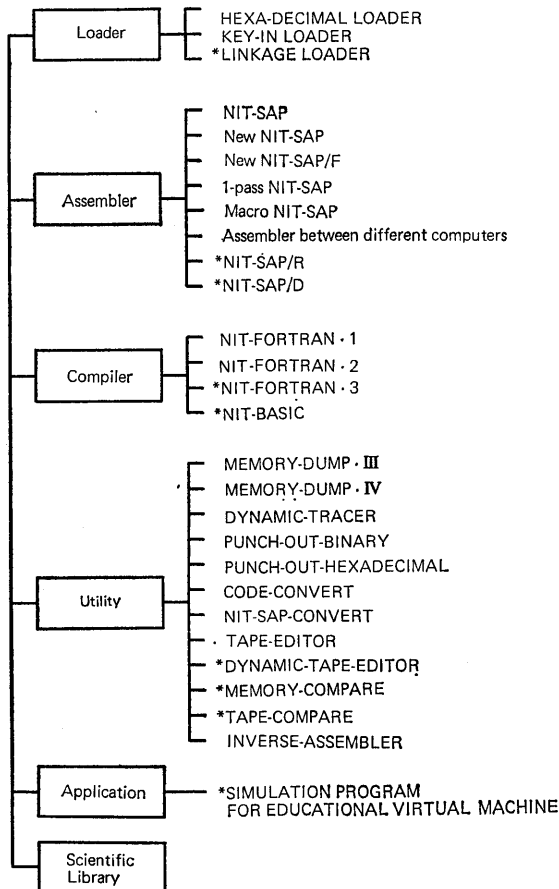 Loader
HEXA-DECIMAL LOADER
KEY-IN LOADER
*LINKAGE LOADER
Assembler
NIT-SAP
New NIT-SAP
New NIT-SAP/F
1-pass NIT-SAP
Macro NIT-SAP
Assembler between different computers
*NIT-SAP/R
*NIT-SAP/D
Compiler
NIT-FORTRAN・1
NIT-FORTRAN・2
*NIT-FORTRAN・3
*NIT-BASIC
Utility
MEMORY-DUMP・III
MEMORY-DUMP・IV
DYNAMIC-TRACER
PUNCH-OUT-BINARY
PUNCH-OUT-HEXADECIMAL
CODE-CONVERT
NIT-SAP-CONVERT
TAPE-EDITOR
*DYNAMIC-TAPE-EDITOR
*MEMORY-COMPARE
*TAPE-COMPARE
INVERSE-ASSEMBLER
Application
*SIMULATION PROGRAM
FOR EDUCATIONAL VIRTUAL MACHINE
Scientific
Library